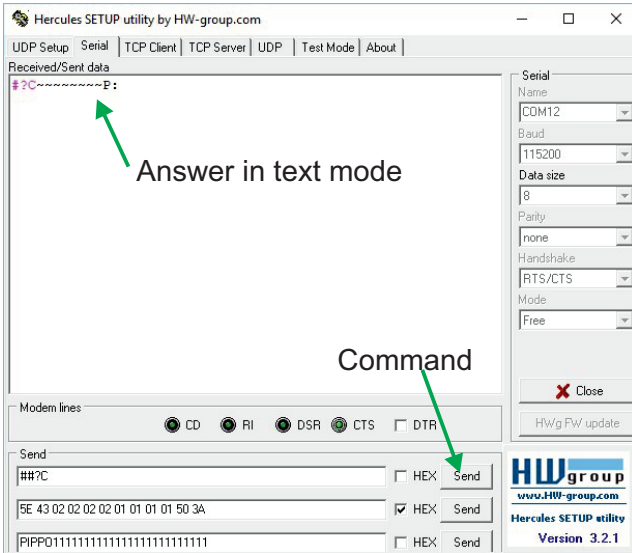 Hercules SETUP utility by HW-group.com
UDP Setup Serial TCP Client TCP Server UDP Test Mode About
Received/Sent data
#?C~~~~~~~~P:
Answer in text mode
Serial
Name
COM12
Baud
115200
Data size
8
Parity
none
Handshake
RTS/CTS
Mode
Free
Command
Close
HWg FW update
Modem lines
CD RI DSR CTS DTR
Send
##?C HEX Send
5E 43 02 02 02 02 01 01 01 01 50 3A HEX Send
HEX Send
HW group
www.HW-group.com
Hercules SETUP utility
Version 3.2.1